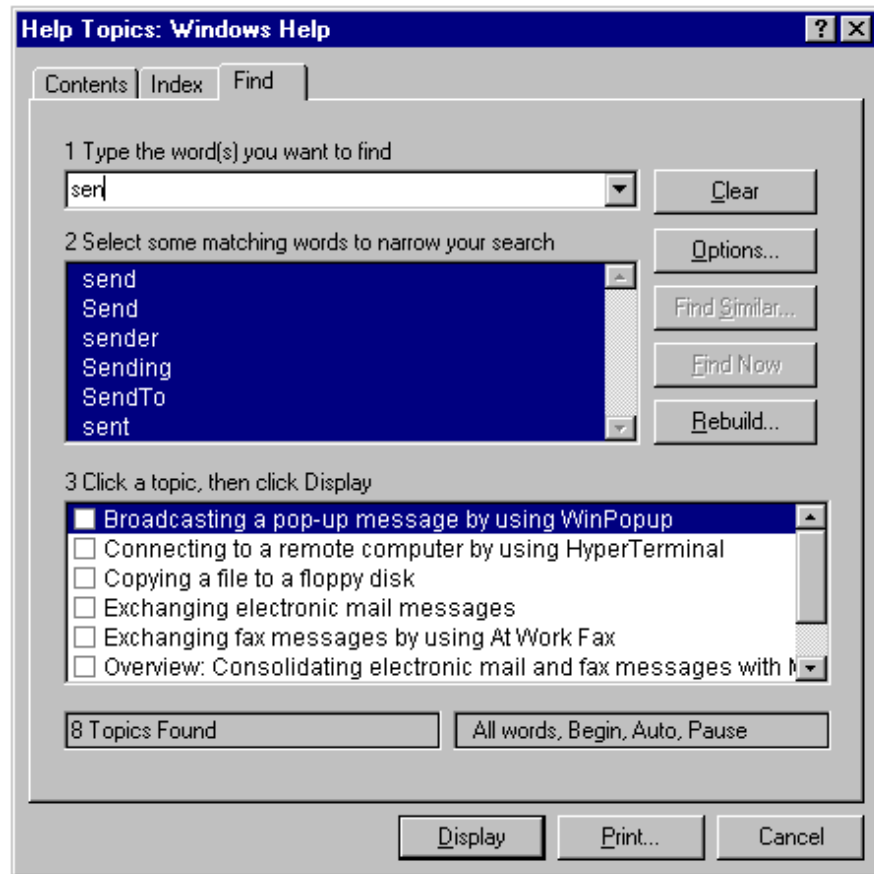 Help Topics: Windows Help
Contents Index Find
1 Type the word(s) you want to find
sen
Clear
2 Select some matching words to narrow your search
Options...
send
Send
sender
Sending
SendTo
sent
Find Similar...
Find Now
Rebuild...
3 Click a topic, then click Display
Broadcasting a pop-up message by using WinPopup
Connecting to a remote computer by using HyperTerminal
Copying a file to a floppy disk
Exchanging electronic mail messages
Exchanging fax messages by using At Work Fax
Overview: Consolidating electronic mail and fax messages with
8 Topics Found
All words, Begin, Auto, Pause
Display Print... Cancel